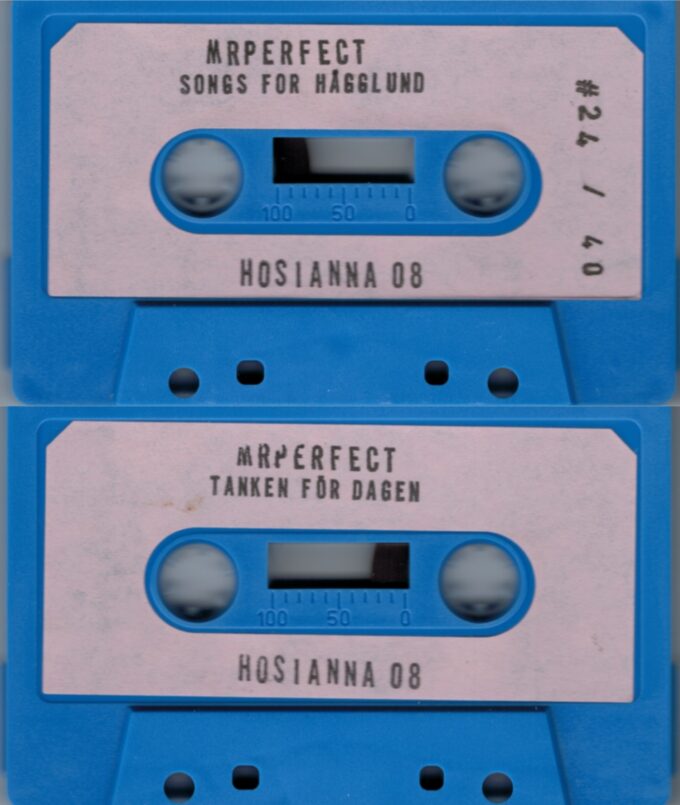 MRPERFECT
SONGS FOR HÄGGLUND
#24 / 40
100 50 0
HOSIANNA 08
MRPERFECT
TANKEN FÖR DAGEN
100 50 0
HOSIANNA 08